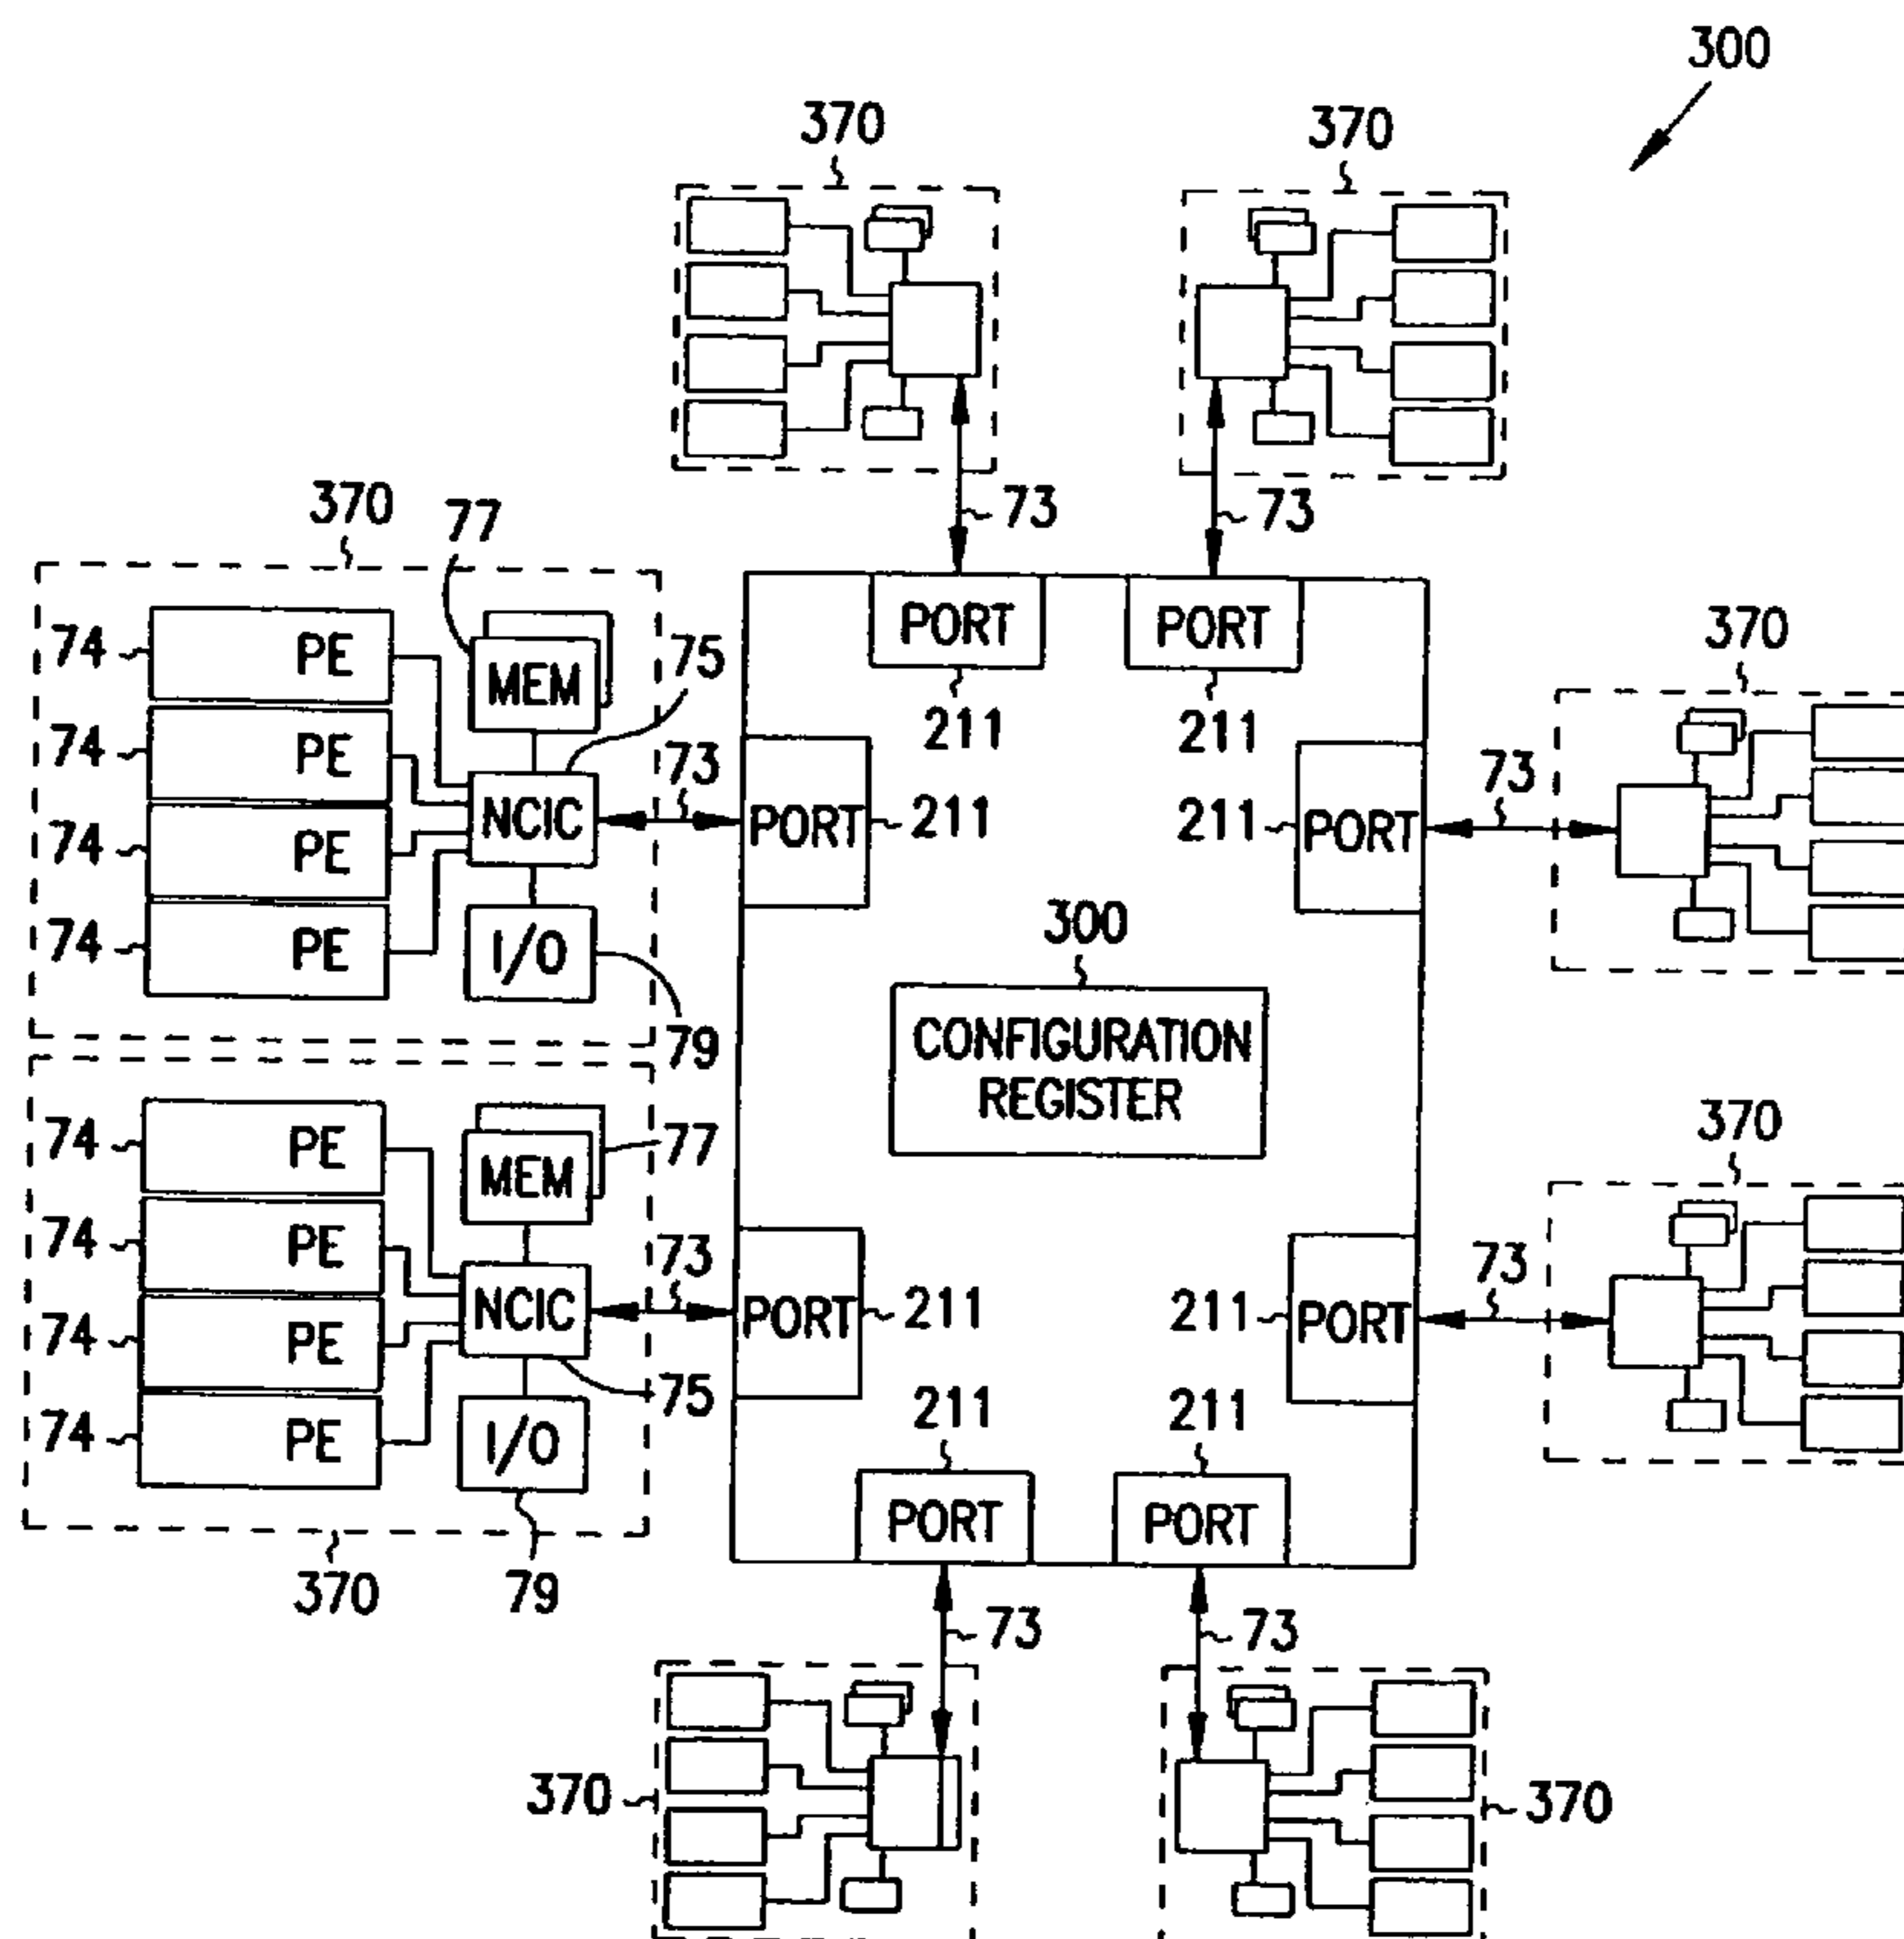 300
370
370
73
73
370
77
74
PE
MEM
75
74
PE
74
PE
NCIC
73
74
PE
I/O
79
PORT
PORT
211
211
PORT
211
211
PORT
73
370
300
CONFIGURATION
REGISTER
74
PE
MEM
77
74
PE
74
PE
NCIC
73
75
74
PE
I/O
370
79
PORT
211
211
PORT
73
370
211
211
PORT
PORT
73
73
370
370